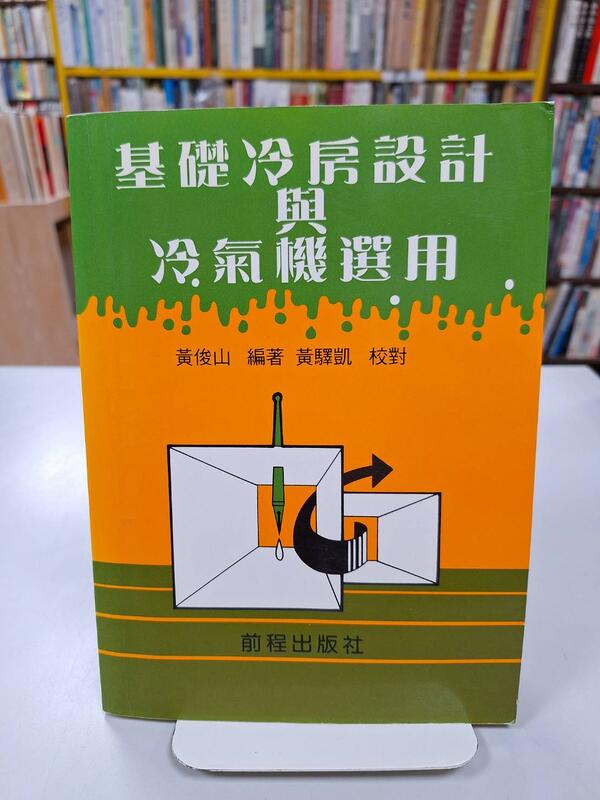 基礎冷房設計
與
冷氣機選用
黃俊山 編著 黃驛凱 校對
前程出版社